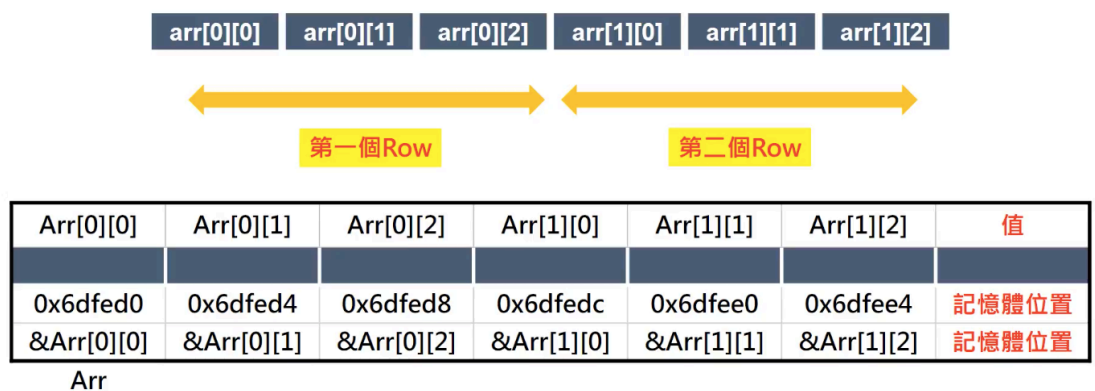 arr[0][0] arr[0][1] arr[0][2] arr[1][0] arr[1][1] arr[1][2]
第一個Row 第二個Row
Arr[0][0] Arr[0][1] Arr[0][2] Arr[1][0] Arr[1][1] Arr[1][2] 值
0x6dfed0 0x6dfed4 0x6dfed8 0x6dfedc 0x6dfee0 0x6dfee4 記憶體位置
&Arr[0][0] &Arr[0][1] &Arr[0][2] &Arr[1][0] &Arr[1][1] &Arr[1][2] 記憶體位置
Arr